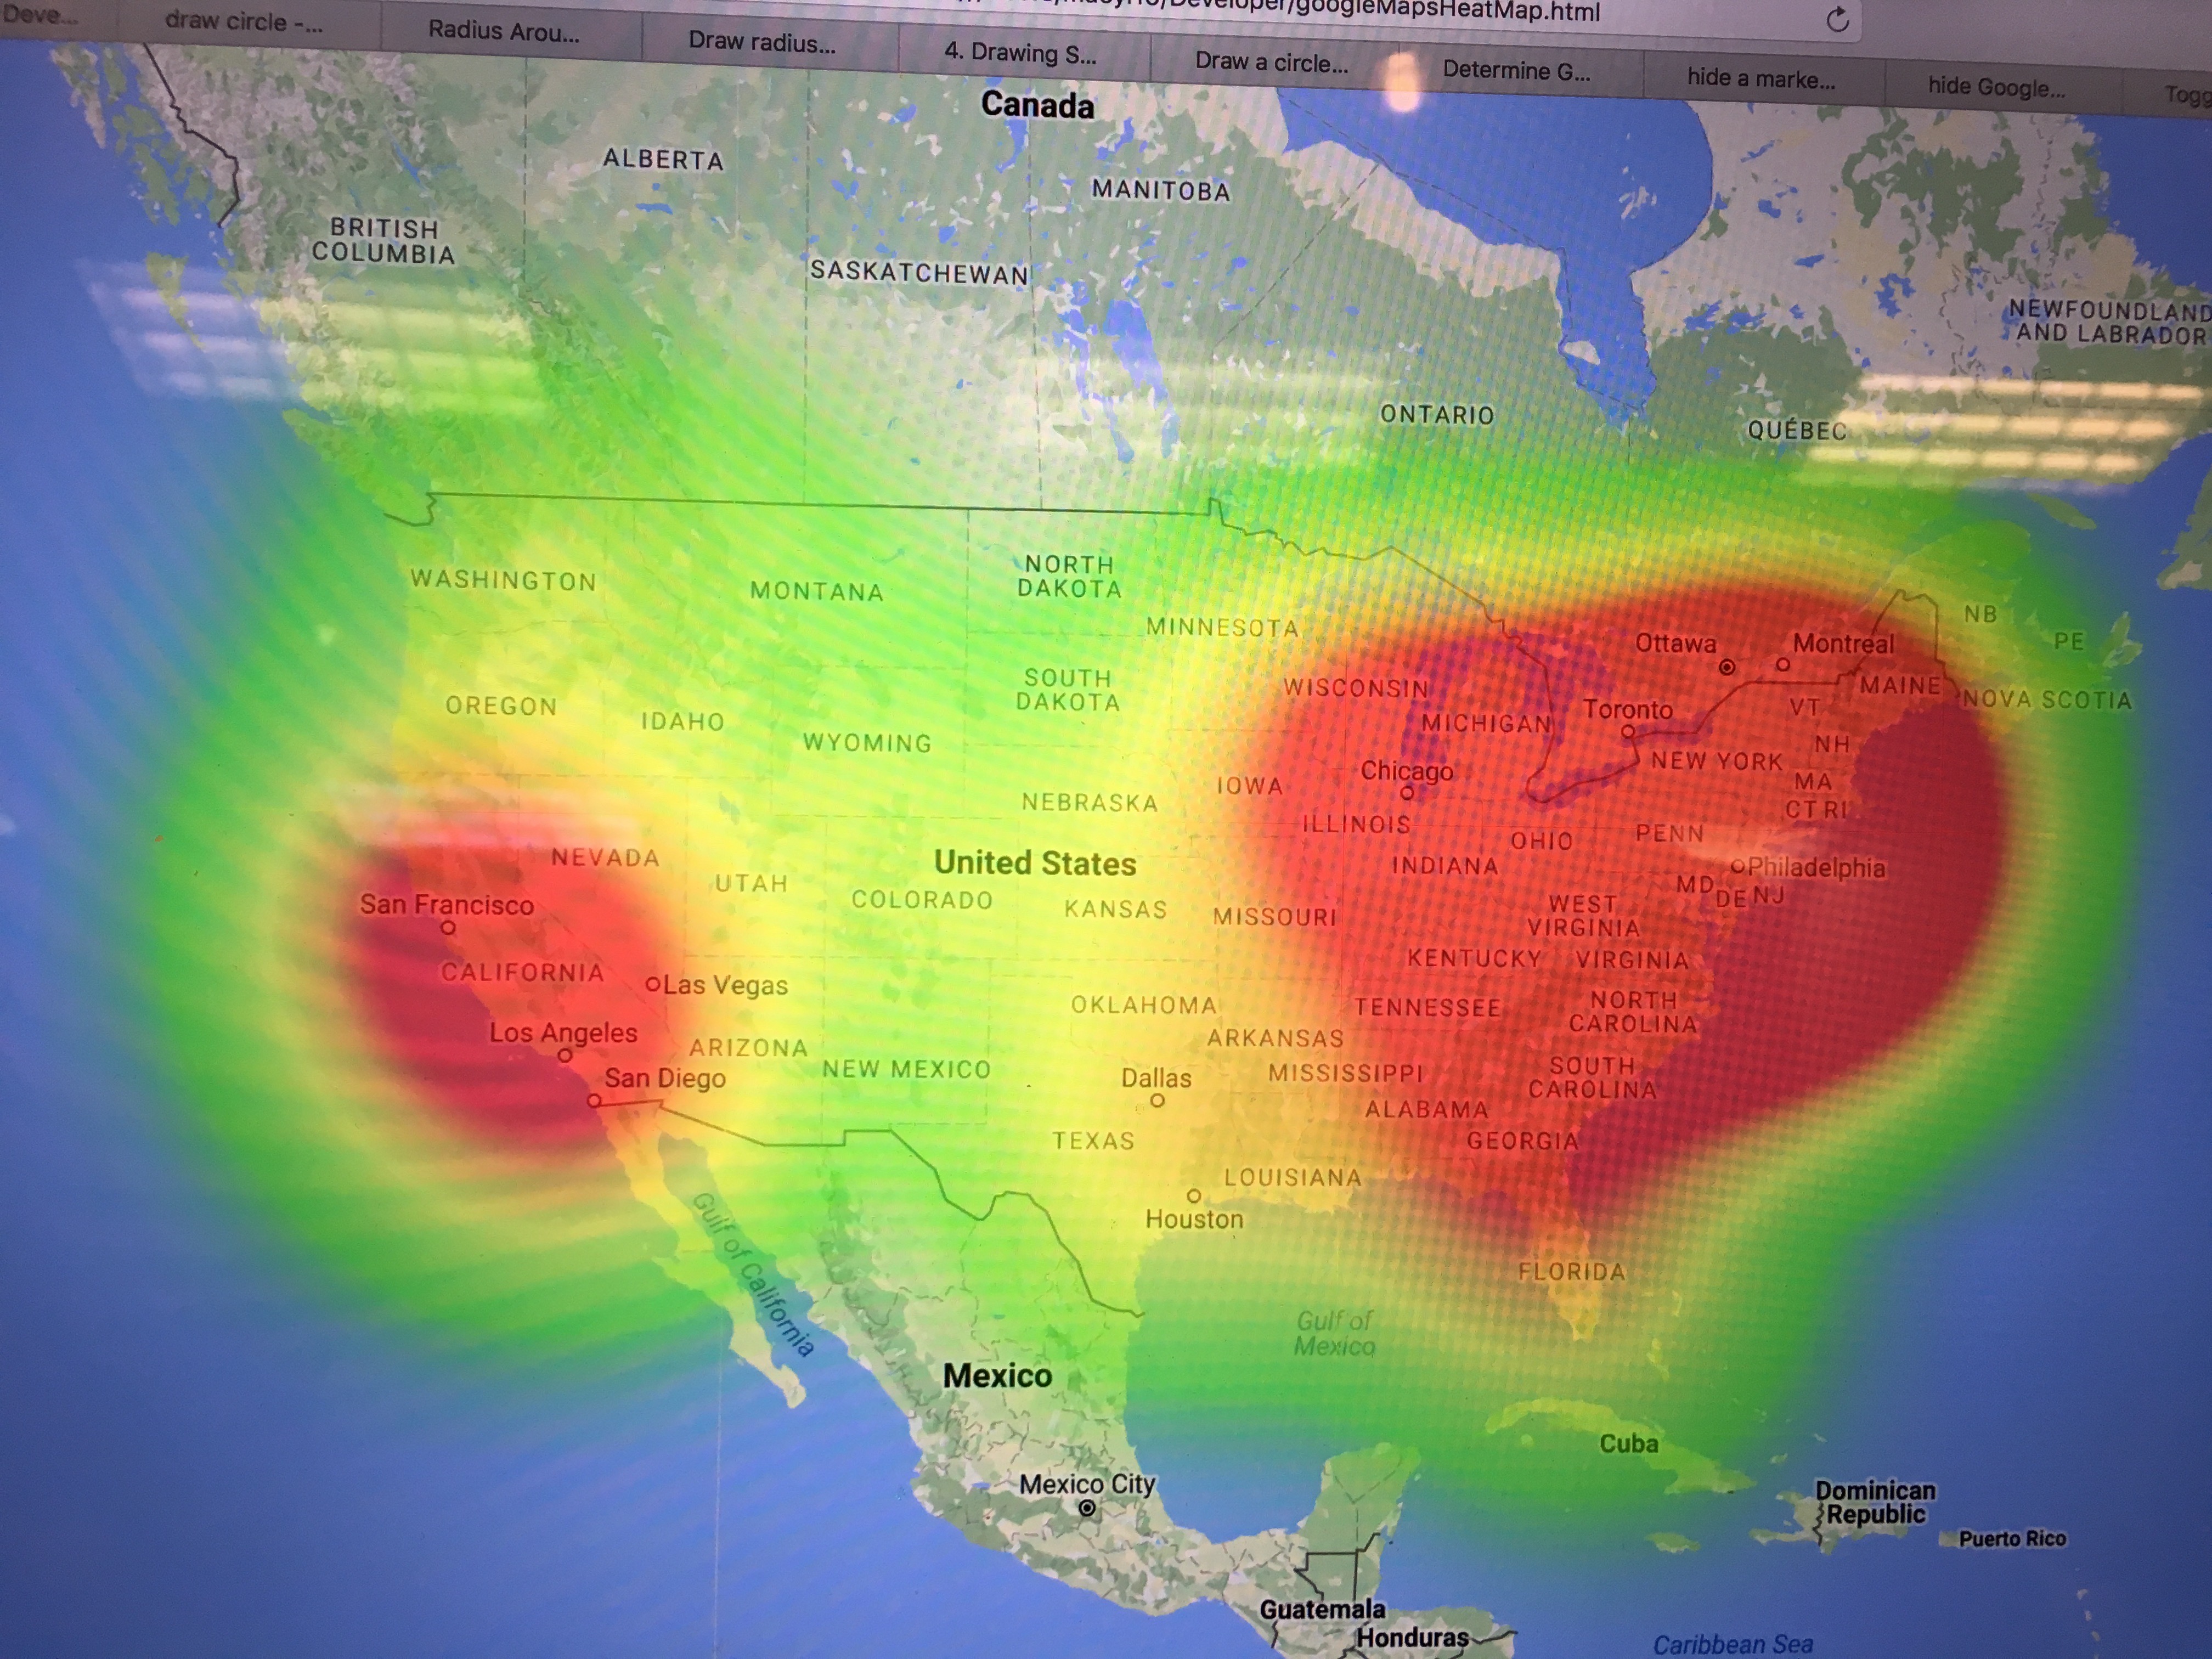 Deve...
draw circle -...
Radius Arou...
Draw radius...
4. Drawing S...
Draw a circle...
Determine G...
hide a marke...
hide Google...
Togg
/Developer/googleMapsHeatMap.html
Canada
ALBERTA
MANITOBA
BRITISH
COLUMBIA
SASKATCHEWAN
NEWFOUNDLAND
AND LABRADOR
ONTARIO
QUÉBEC
WASHINGTON
MONTANA
NORTH
DAKOTA
MINNESOTA
NB
PE
Ottawa
Montreal
OREGON
IDAHO
SOUTH
DAKOTA
WISCONSIN
MICHIGAN
Toronto
VT
MAINE
NOVA SCOTIA
WYOMING
NH
NEW YORK
MA
Chicago
IOWA
CT RI
NEBRASKA
ILLINOIS
OHIO
PENN
NEVADA
United States
INDIANA
Philadelphia
UTAH
COLORADO
KANSAS
MISSOURI
MD
DE NJ
WEST
VIRGINIA
San Francisco
KENTUCKY
VIRGINIA
CALIFORNIA
Las Vegas
OKLAHOMA
TENNESSEE
NORTH
CAROLINA
Los Angeles
ARIZONA
NEW MEXICO
ARKANSAS
San Diego
Dallas
MISSISSIPPI
SOUTH
CAROLINA
ALABAMA
TEXAS
GEORGIA
LOUISIANA
Houston
Gulf of California
FLORIDA
Gulf of
Mexico
Mexico
Cuba
Mexico City
Dominican
Republic
Puerto Rico
Guatemala
Honduras
Caribbean Sea